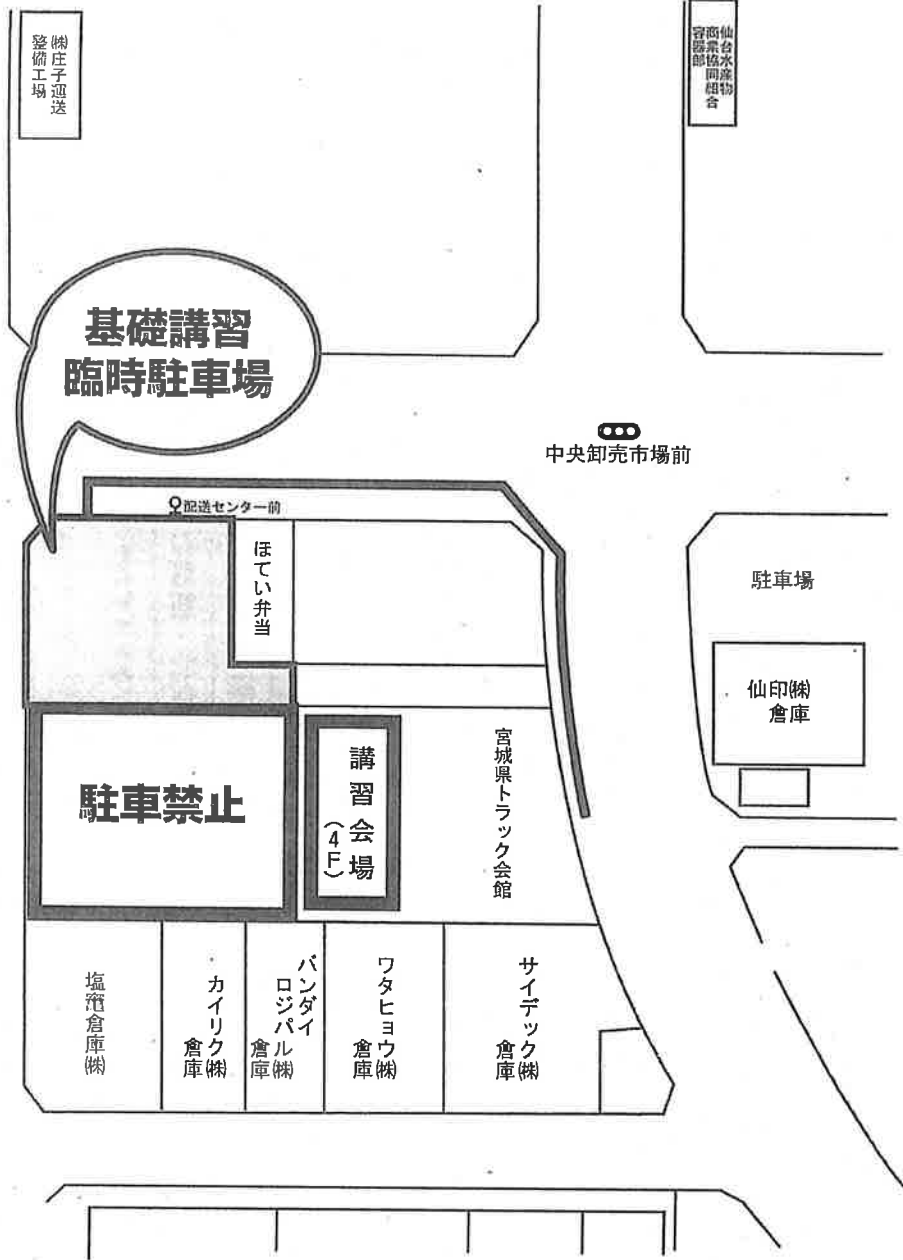 ㈱庄子運送
整備工場
仙台水産物
商業協同組合
容器部
基礎講習
臨時駐車場
中央卸売市場前
配送センター前
ほてい弁当
駐車場
仙印㈱
倉庫
駐車禁止
講習会場
(4F)
宮城県トラック会館
塩竈倉庫㈱
カイリク㈱
倉庫
バンダイ
ロジパル㈱
倉庫
ワタヒョウ㈱
倉庫
サイデック㈱
倉庫